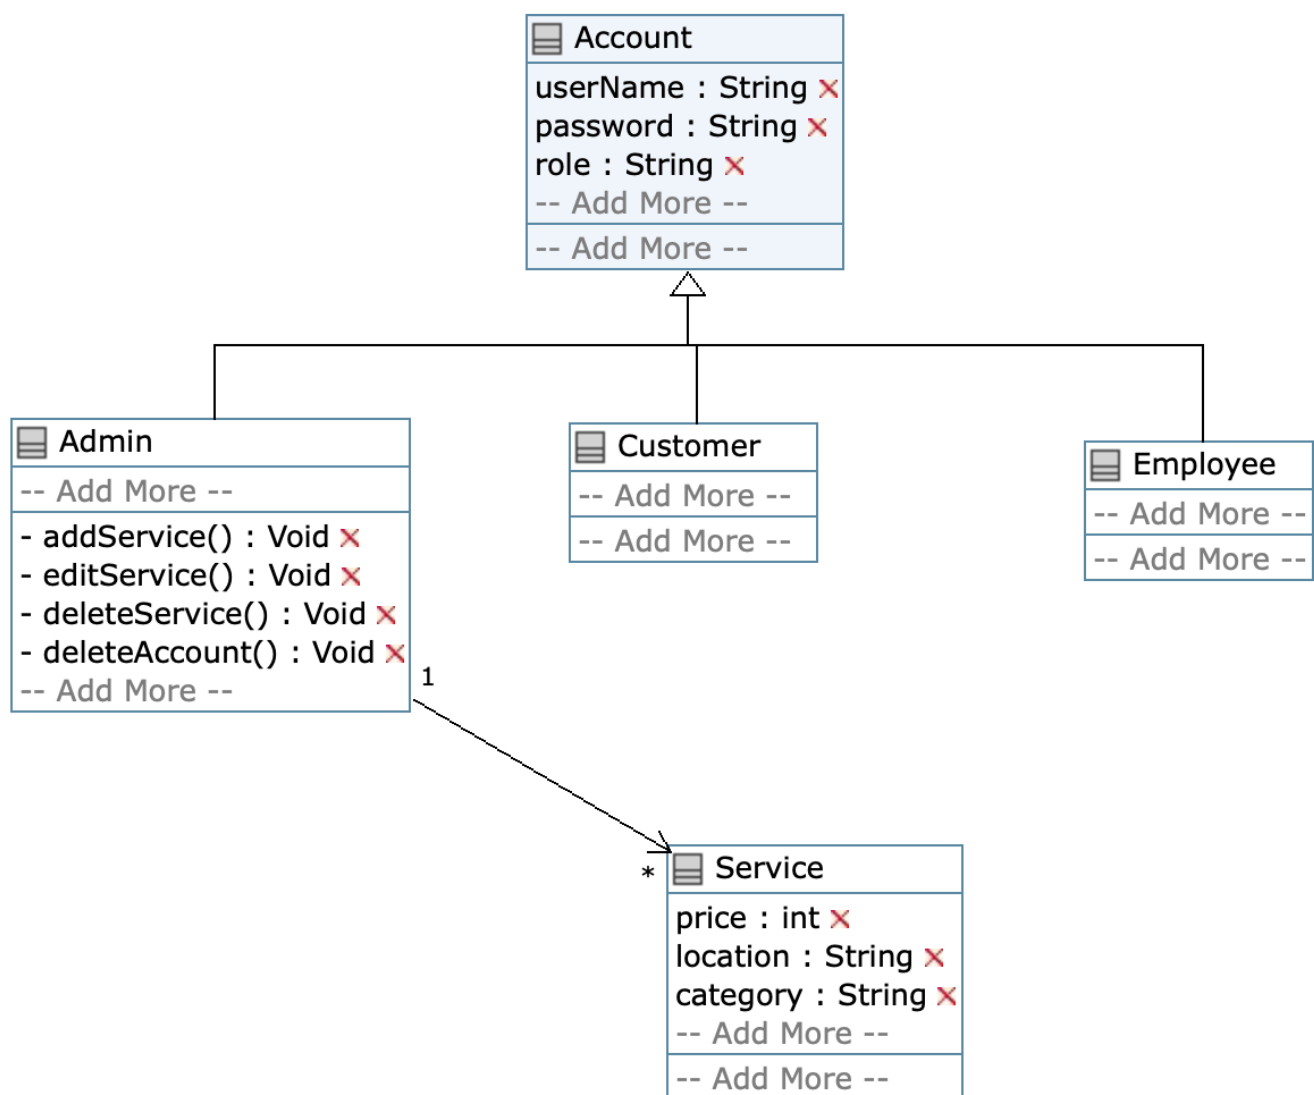 Account
userName : String
password : String
role : String
-- Add More --
-- Add More --
Admin
-- Add More --
- addService() : Void
- editService() : Void
- deleteService() : Void
- deleteAccount() : Void
-- Add More --
Customer
-- Add More --
-- Add More --
Employee
-- Add More --
-- Add More --
1
*
Service
price : int
location : String
category : String
-- Add More --
-- Add More --